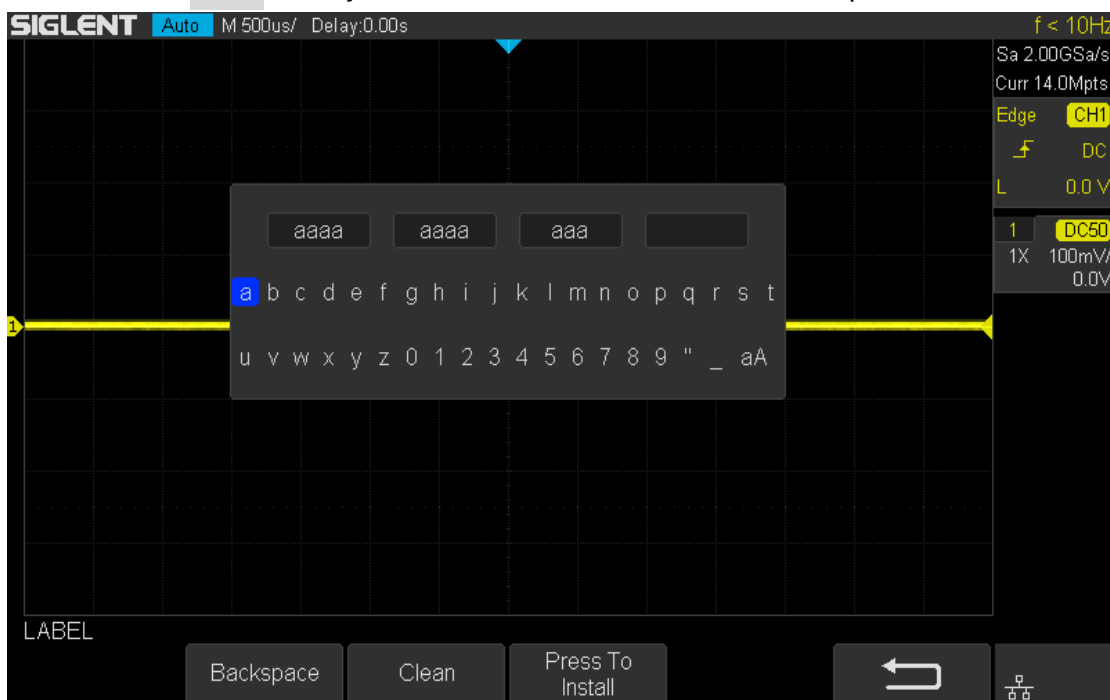 SIGLENT Auto M 500us/ Delay:0.00s f < 10Hz
Sa 2.00GSa/s
Curr 14.0Mpts
Edge CH1
DC
L 0.0 V
aaaa aaaa aaa
1 DC50
1X 100mV/
0.0V
a b c d e f g h i j k l m n o p q r s t
1
u v w x y z 0 1 2 3 4 5 6 7 8 9 " _ aA
LABEL
Backspace Clean Press To
Install